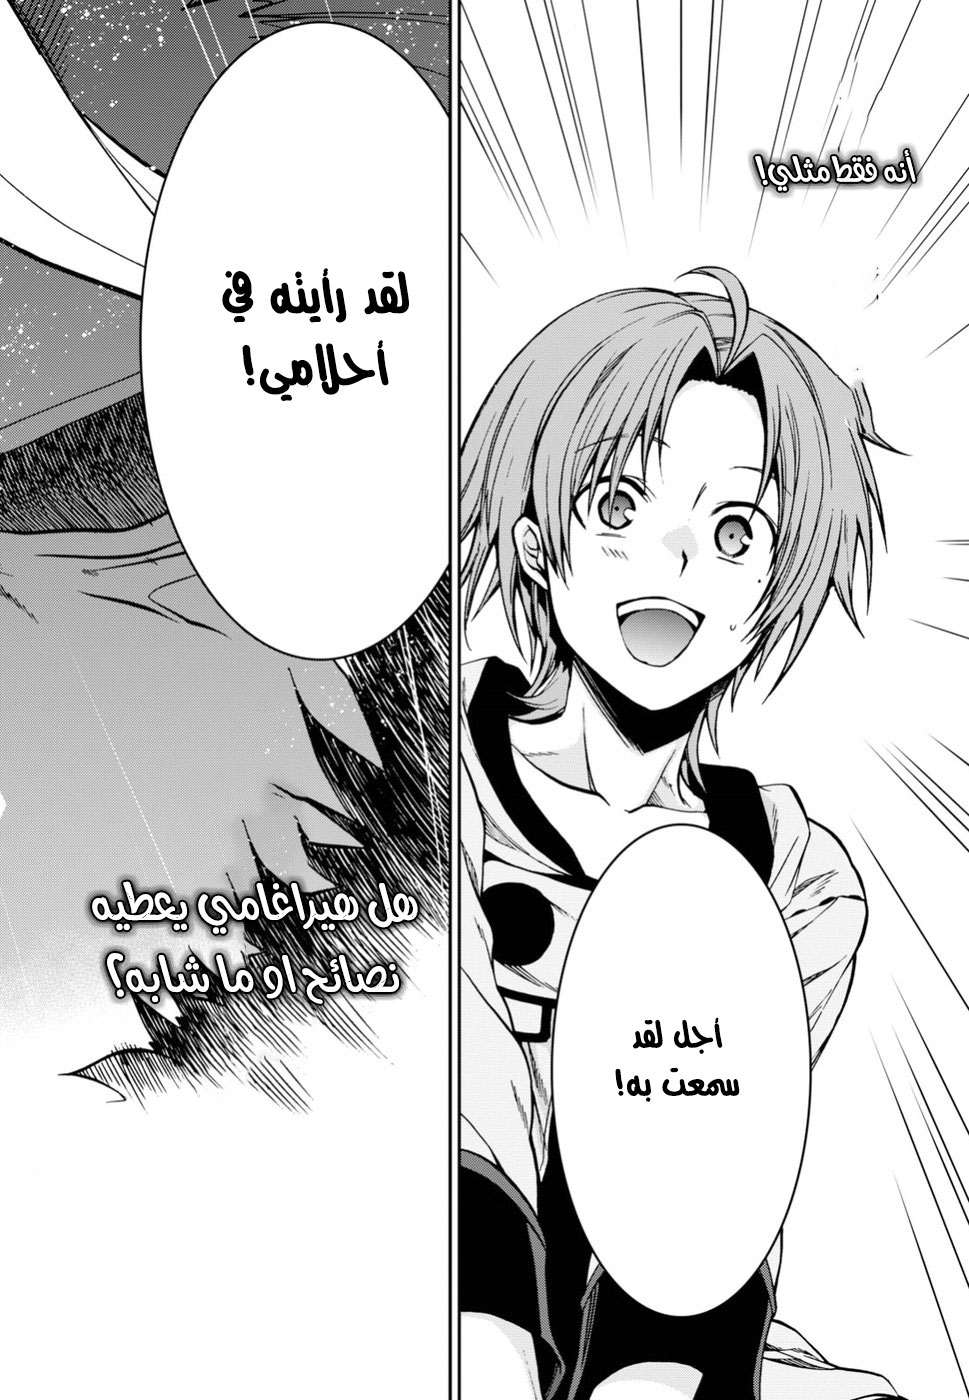 أنه فقط مثلي!
أجل لقد
سمعت به!
لقد رأيته في
أحلامي!
هل هيراغامي يعطيه
نصائح او ما شابه؟